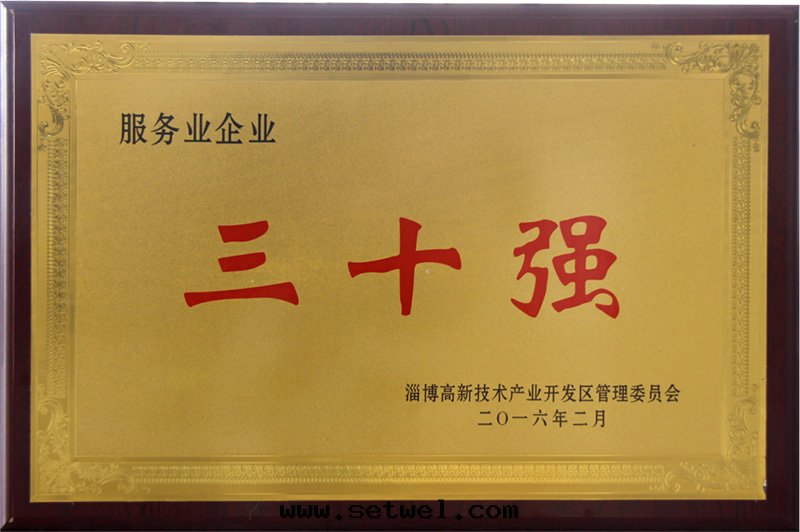 服务业企业
三十强
淄博高新技术产业开发区管理委员会
二〇一六年二月
www.setwel.com